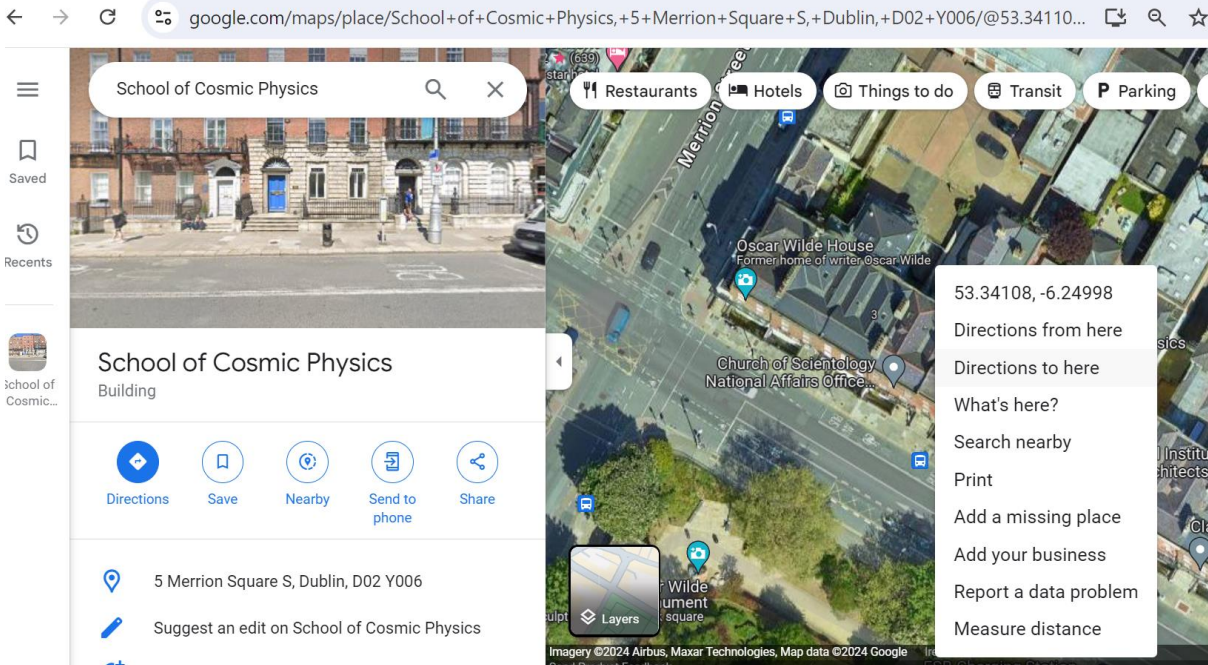 google.com/maps/place/School+of+Cosmic+Physics,+5+Merrion+Square+S,+Dublin,+D02+Y006/@53.34110...
School of Cosmic Physics
Saved
Recents
School of
Cosmic...
School of Cosmic Physics
Building
Directions
Save
Nearby
Send to
phone
Share
5 Merrion Square S, Dublin, D02 Y006
Suggest an edit on School of Cosmic Physics
(639)
Restaurants
Hotels
Things to do
Transit
P Parking
Merrion Street
Oscar Wilde House
Former home of writer Oscar Wilde
3
Church of Scientology
National Affairs Office...
53.34108, -6.24998
Directions from here
Directions to here
What's here?
Search nearby
Print
Add a missing place
Add your business
Report a data problem
Measure distance
Wilde
square
Layers
Imagery ©2024 Airbus, Maxar Technologies, Map data ©2024 Google